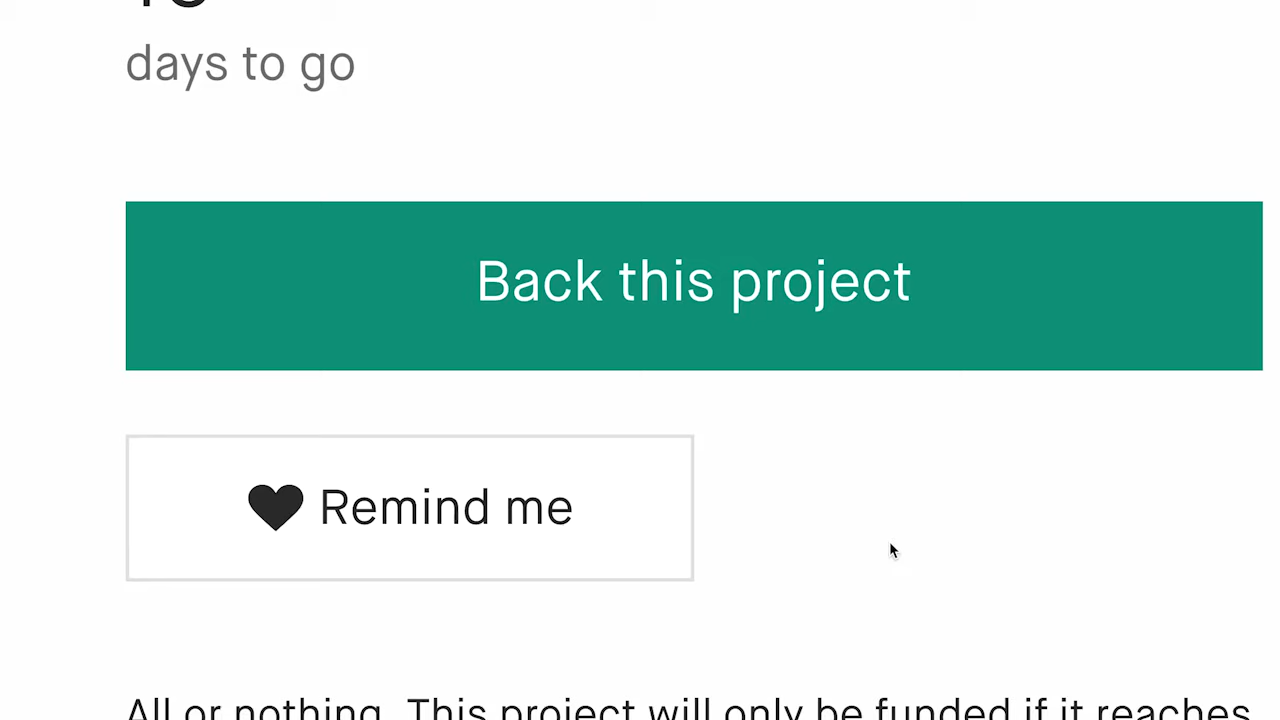 days to go
Back this project
Remind me
All or nothing. This project will only be funded if it reaches